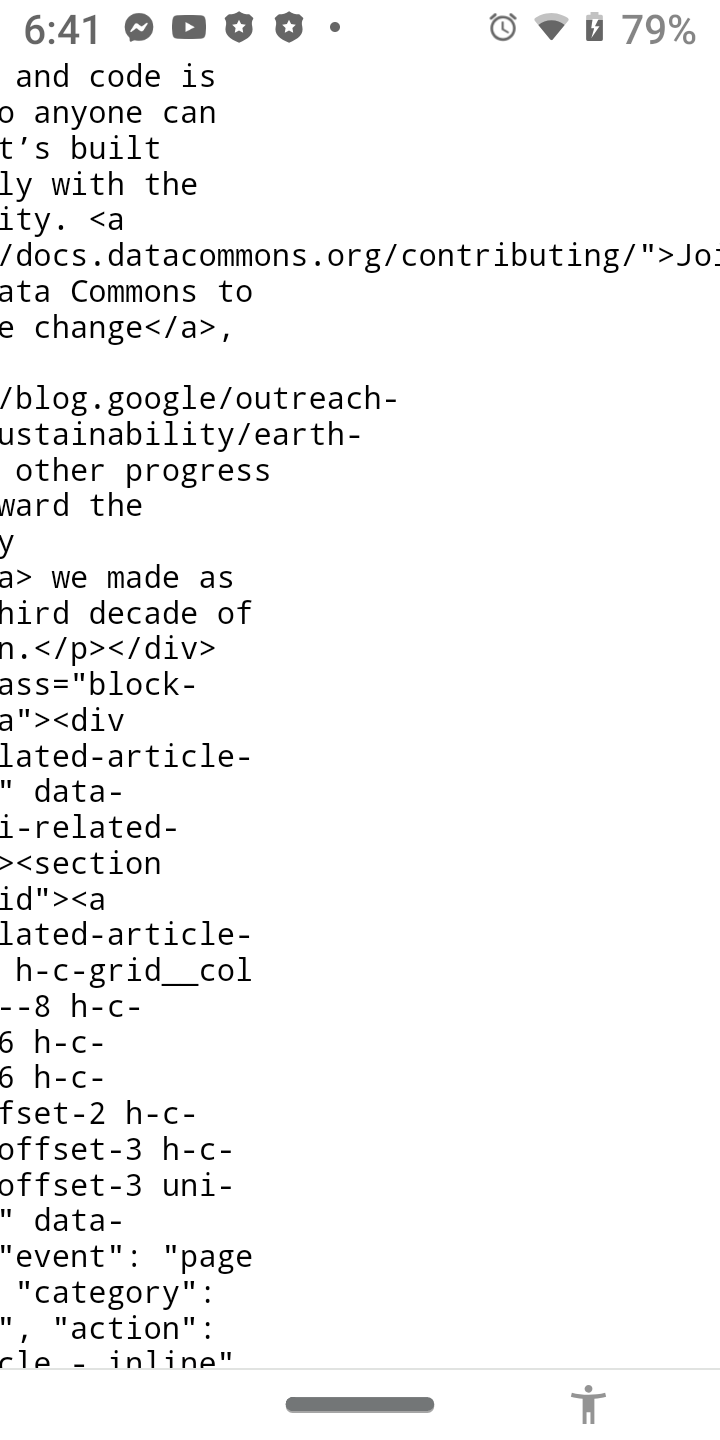 6:41 79%
and code is
o anyone can
t’s built
ly with the
ity. <a
/docs.datacommons.org/contributing/">Joi
ata Commons to
e change</a>,
/blog.google/outreach-
ustainability/earth-
other progress
ward the
y
a> we made as
hird decade of
n.</p></div>
ass="block-
a"><div
lated-article-
" data-
i-related-
><section
id"><a
lated-article-
h-c-grid__col
--8 h-c-
6 h-c-
6 h-c-
fset-2 h-c-
offset-3 h-c-
offset-3 uni-
" data-
"event": "page
"category":
", "action":
cle - inline"